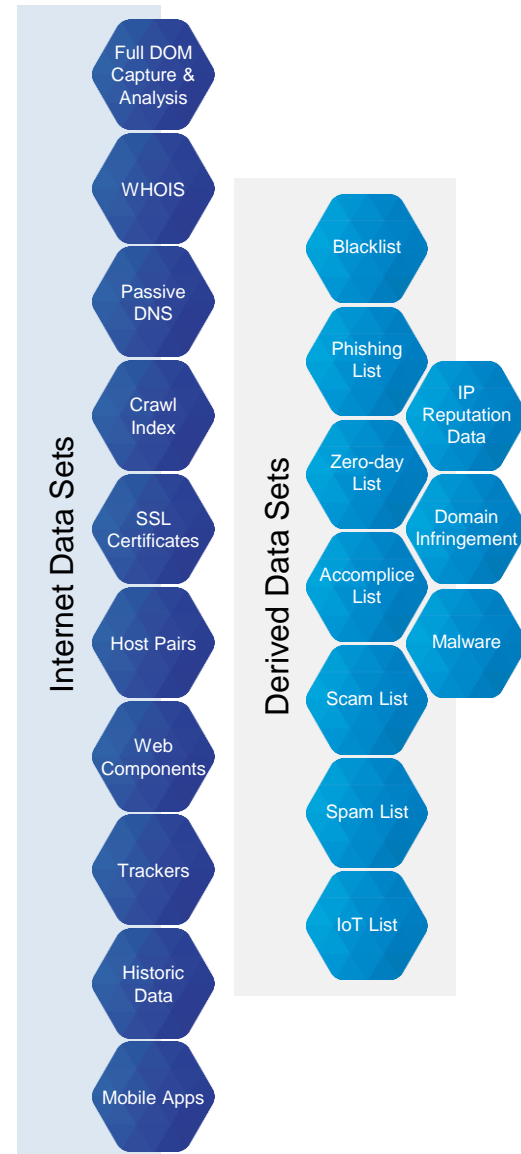 Internet Data Sets
Full DOM
Capture &
Analysis
WHOIS
Passive
DNS
Crawl
Index
SSL
Certificates
Host Pairs
Web
Components
Trackers
Historic
Data
Mobile Apps
Derived Data Sets
Blacklist
Phishing
List
Zero-day
List
Accomplice
List
Scam List
Spam List
IoT List
IP
Reputation
Data
Domain
Infringement
Malware